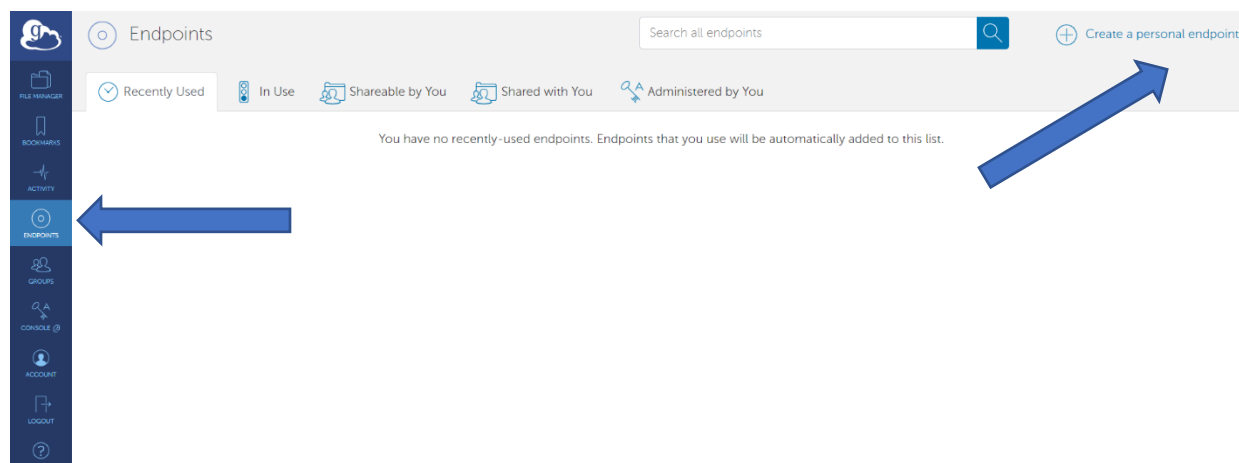 g
Endpoints
Search all endpoints
Create a personal endpoint
FILE MANAGER
Recently Used
In Use
Shareable by You
Shared with You
Administered by You
BOOKMARKS
You have no recently-used endpoints. Endpoints that you use will be automatically added to this list.
ACTIVITY
ENDPOINTS
GROUPS
CONSOLE
ACCOUNT
LOGOUT
?